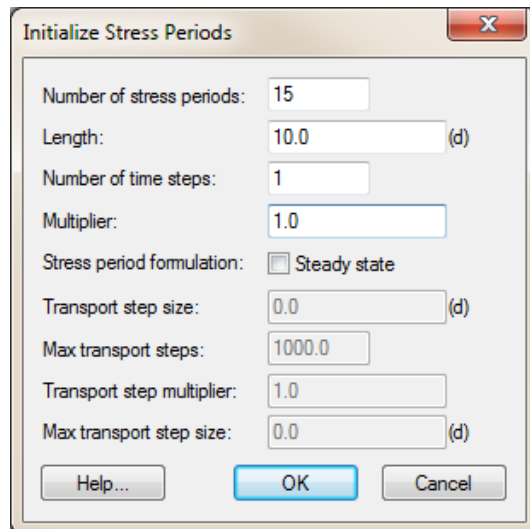 Initialize Stress Periods
Number of stress periods: 15
Length: 10.0 (d)
Number of time steps: 1
Multiplier: 1.0
Stress period formulation: Steady state
Transport step size: 0.0 (d)
Max transport steps: 1000.0
Transport step multiplier: 1.0
Max transport step size: 0.0 (d)
Help... OK Cancel